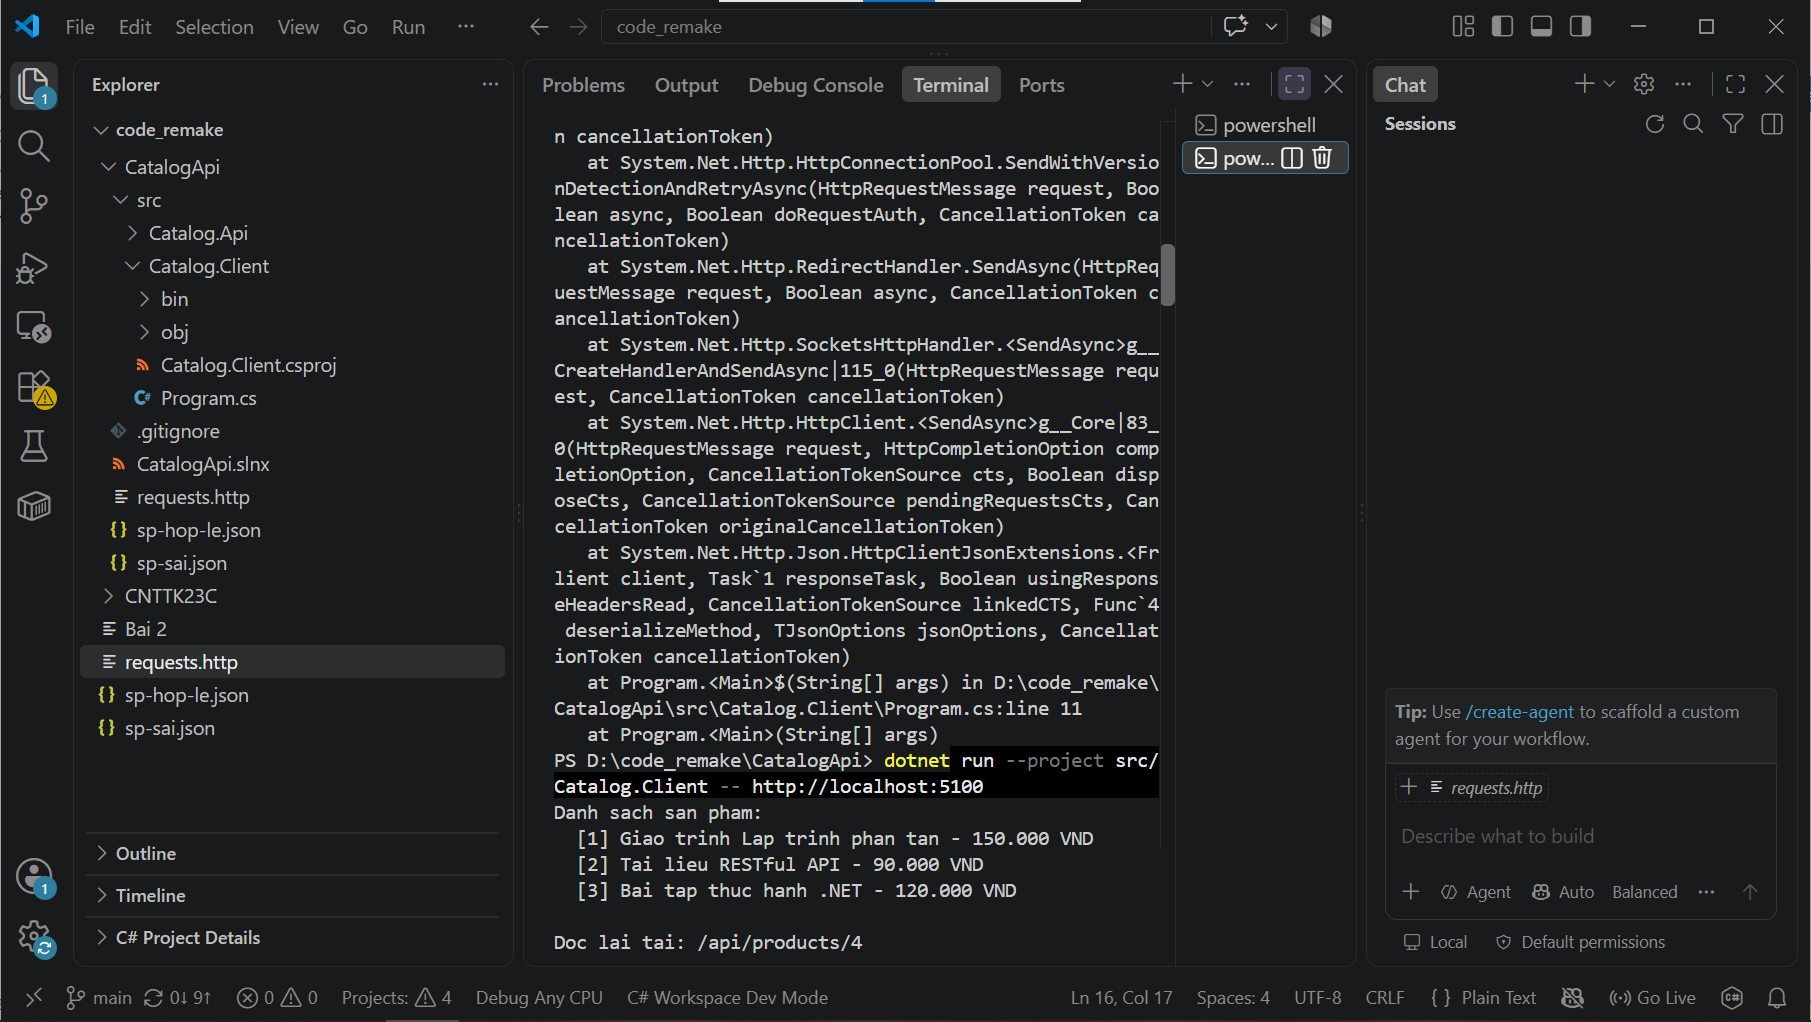 File Edit Selection View Go Run ··· code_remake
Explorer ···
1
code_remake
CatalogApi
src
Catalog.Api
Catalog.Client
bin
obj
Catalog.Client.csproj
C# Program.cs
.gitignore
CatalogApi.slnx
requests.http
{} sp-hop-le.json
{} sp-sai.json
CNTTK23C
Bai 2
requests.http
{} sp-hop-le.json
{} sp-sai.json
Outline
Timeline
C# Project Details
1
Problems Output Debug Console Terminal Ports ···
n cancellationToken)
at System.Net.Http.HttpConnectionPool.SendWithVersio
nDetectionAndRetryAsync(HttpRequestMessage request, Boo
lean async, Boolean doRequestAuth, CancellationToken ca
ncellationToken)
at System.Net.Http.RedirectHandler.SendAsync(HttpReq
uestMessage request, Boolean async, CancellationToken c
ancellationToken)
at System.Net.Http.SocketsHttpHandler.<SendAsync>g__
CreateHandlerAndSendAsync|115_0(HttpRequestMessage requ
est, CancellationToken cancellationToken)
at System.Net.Http.HttpClient.<SendAsync>g__Core|83_
0(HttpRequestMessage request, HttpCompletionOption comp
letionOption, CancellationTokenSource cts, Boolean disp
oseCts, CancellationTokenSource pendingRequestsCts, Can
cellationToken originalCancellationToken)
at System.Net.Http.Json.HttpClientJsonExtensions.<Fr
lient client, Task`1 responseTask, Boolean usingRespons
eHeadersRead, CancellationTokenSource linkedCTS, Func`4
deserializeMethod, TJsonOptions jsonOptions, Cancellat
ionToken cancellationToken)
at Program.<Main>$(String[] args) in D:\code_remake\
CatalogApi\src\Catalog.Client\Program.cs:line 11
at Program.<Main>(String[] args)
PS D:\code_remake\CatalogApi> dotnet run --project src/
Catalog.Client -- http://localhost:5100
Danh sach san pham:
[1] Giao trinh Lap trinh phan tan - 150.000 VND
[2] Tai lieu RESTful API - 90.000 VND
[3] Bai tap thuc hanh .NET - 120.000 VND
Doc lai tai: /api/products/4
powershell
pow...
Chat ···
Sessions
Tip: Use /create-agent to scaffold a custom
agent for your workflow.
requests.http
Describe what to build
Agent Auto Balanced ···
Local Default permissions
main 0↓ 9↑ 0 0 Projects: 4 Debug Any CPU C# Workspace Dev Mode Ln 16, Col 17 Spaces: 4 UTF-8 CRLF {} Plain Text Go Live